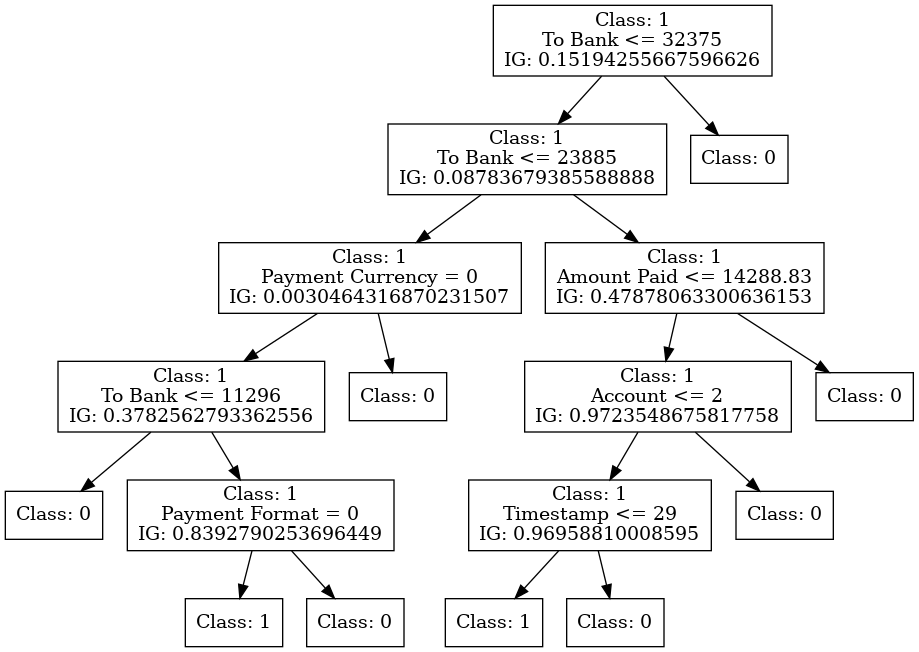 Class: 1
To Bank <= 32375
IG: 0.15194255667596626
Class: 1
To Bank <= 23885
IG: 0.08783679385588888
Class: 0
Class: 1
Payment Currency = 0
IG: 0.0030464316870231507
Class: 1
Amount Paid <= 14288.83
IG: 0.47878063300636153
Class: 1
To Bank <= 11296
IG: 0.3782562793362556
Class: 0
Class: 1
Account <= 2
IG: 0.9723548675817758
Class: 0
Class: 0
Class: 1
Payment Format = 0
IG: 0.8392790253696449
Class: 1
Timestamp <= 29
IG: 0.96958810008595
Class: 0
Class: 1
Class: 0
Class: 1
Class: 0